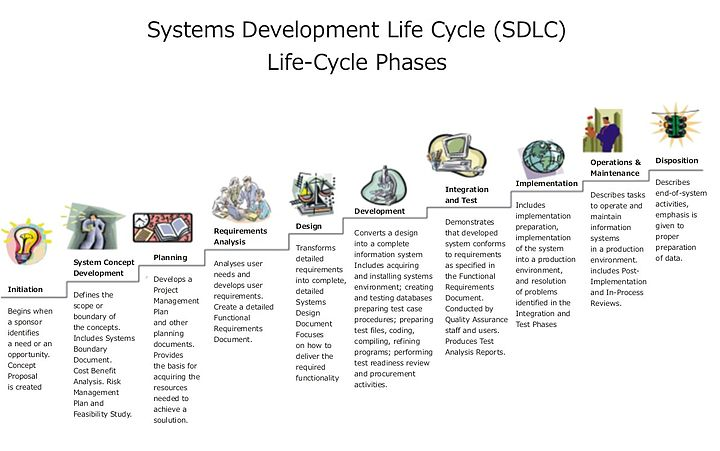 Systems Development Life Cycle (SDLC)
Life-Cycle Phases
Initiation
Begins when
a sponsor
identifies
a need or an
opportunity.
Concept
Proposal
is created
System Concept
Development
Defines the
scope or
boundary of
the concepts.
Includes Systems
Boundary
Document.
Cost Benefit
Analysis. Risk
Management
Plan and
Feasibility Study.
Planning
Develops a
Project
Management
Plan
and other
planning
documents.
Provides
the basis for
acquiring the
resources
needed to
achieve a
soulution.
Requirements
Analysis
Analyses user
needs and
develops user
requirements.
Create a detailed
Functional
Requirements
Document.
Design
Transforms
detailed
requirements
into complete,
detailed
Systems
Design
Document
Focuses
on how to
deliver the
required
functionality
Development
Converts a design
into a complete
information system
Includes acquiring
and installing systems
environment; creating
and testing databases
preparing test case
procedures; preparing
test files, coding,
compiling, refining
programs; performing
test readiness review
and procurement
activities.
Integration
and Test
Demonstrates
that developed
system conforms
to requirements
as specified in
the Functional
Requirements
Document.
Conducted by
Quality Assurance
staff and users.
Produces Test
Analysis Reports.
Implementation
Includes
implementation
preparation,
implementation
of the system
into a production
environment,
and resolution
of problems
identified in the
Integration and
Test Phases
Operations &
Maintenance
Describes tasks
to operate and
maintain
information
systems
in a production
environment.
includes Post-
Implementation
and In-Process
Reviews.
Disposition
Describes
end-of-system
activities,
emphasis is
given to
proper
preparation
of data.